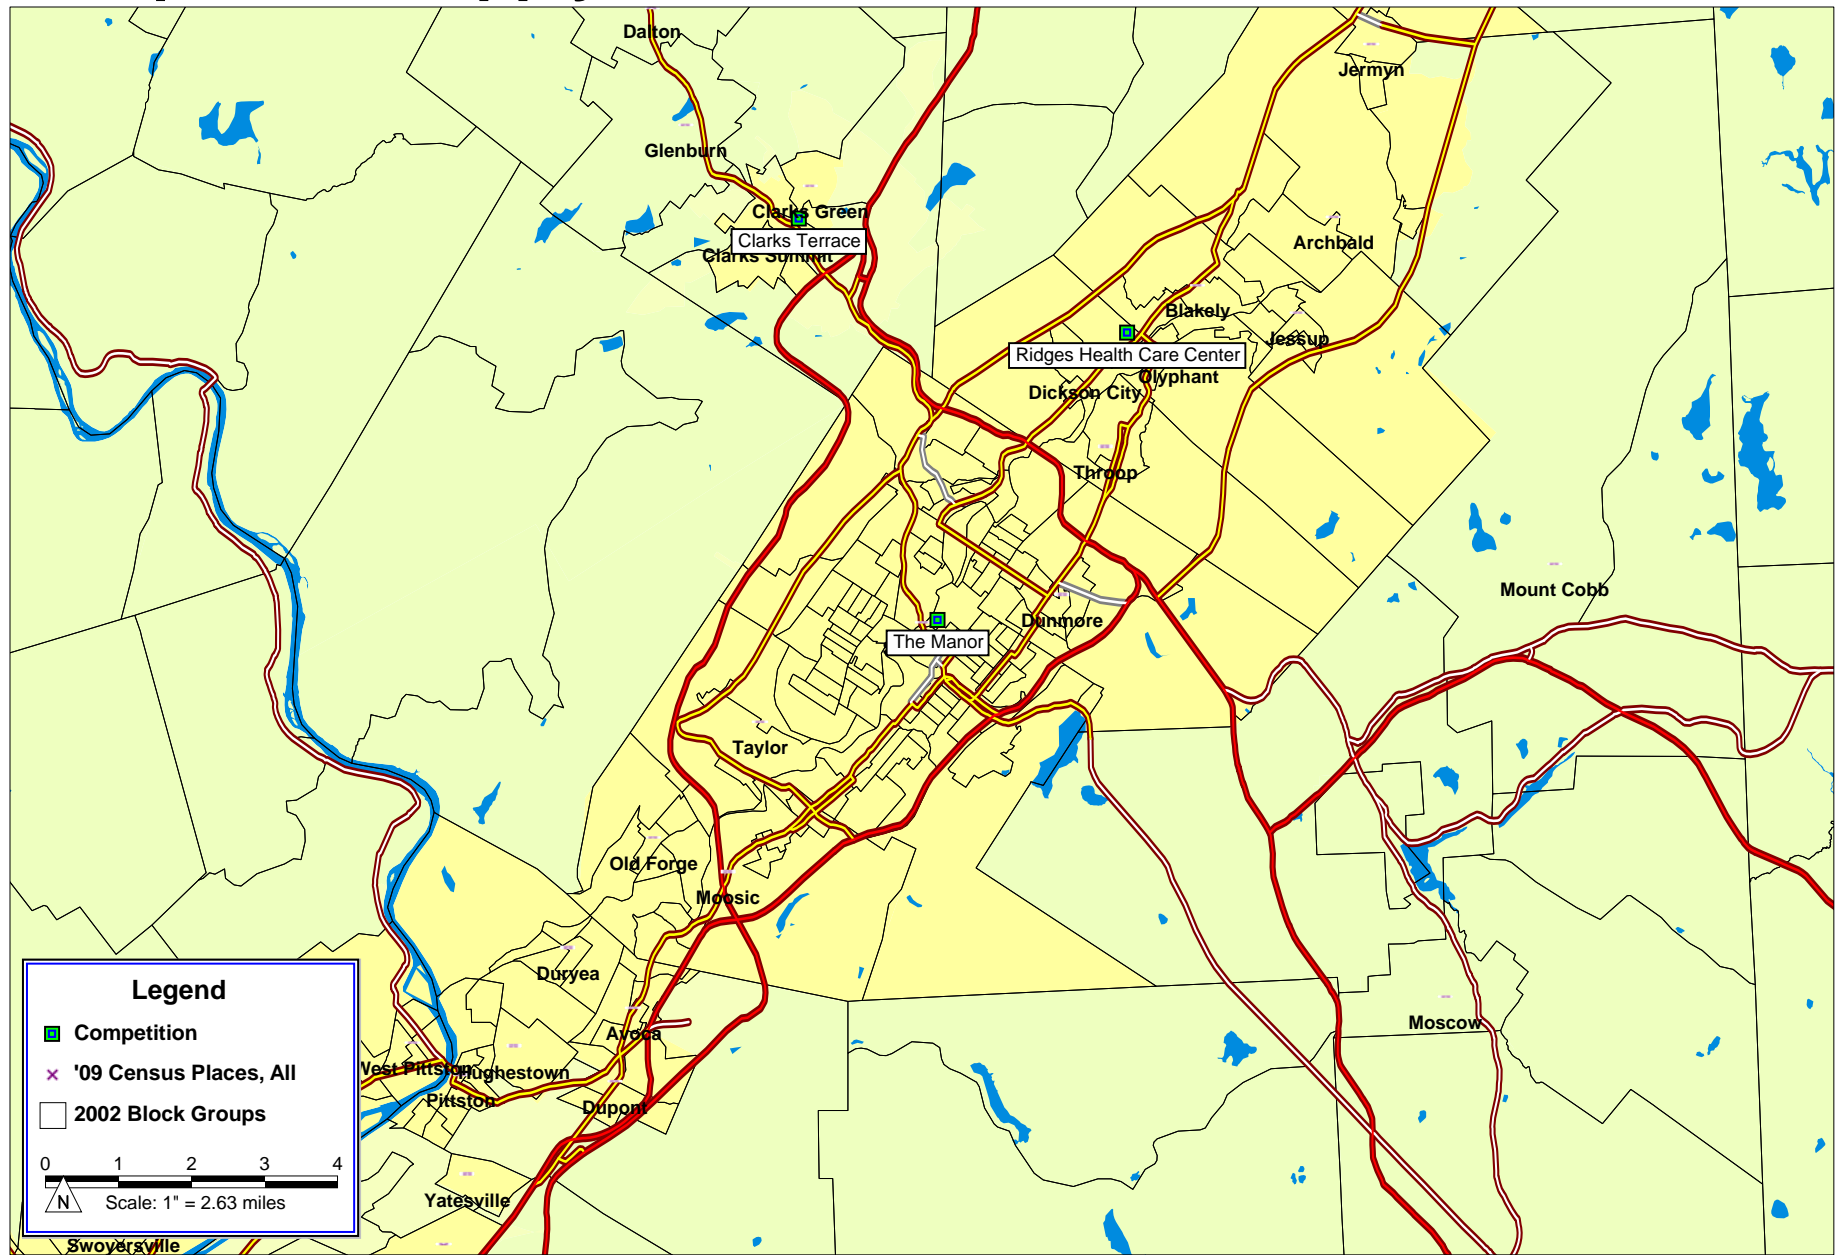 Dalton
Jermyn
Glenburn
Clarks Green
Clarks Terrace
Clarks Summit
Archbald
Blakely
Jessup
Ridges Health Care Center
Olyphant
Dickson City
Throop
Mount Cobb
Dunmore
The Manor
Taylor
Old Forge
Moosic
Duryea
Avoca
Moscow
West Pittston
Hughestown
Pittston
Dupont
Yatesville
Swoyersville
Legend
Competition
'09 Census Places, All
2002 Block Groups
0 1 2 3 4
N
Scale: 1" = 2.63 miles